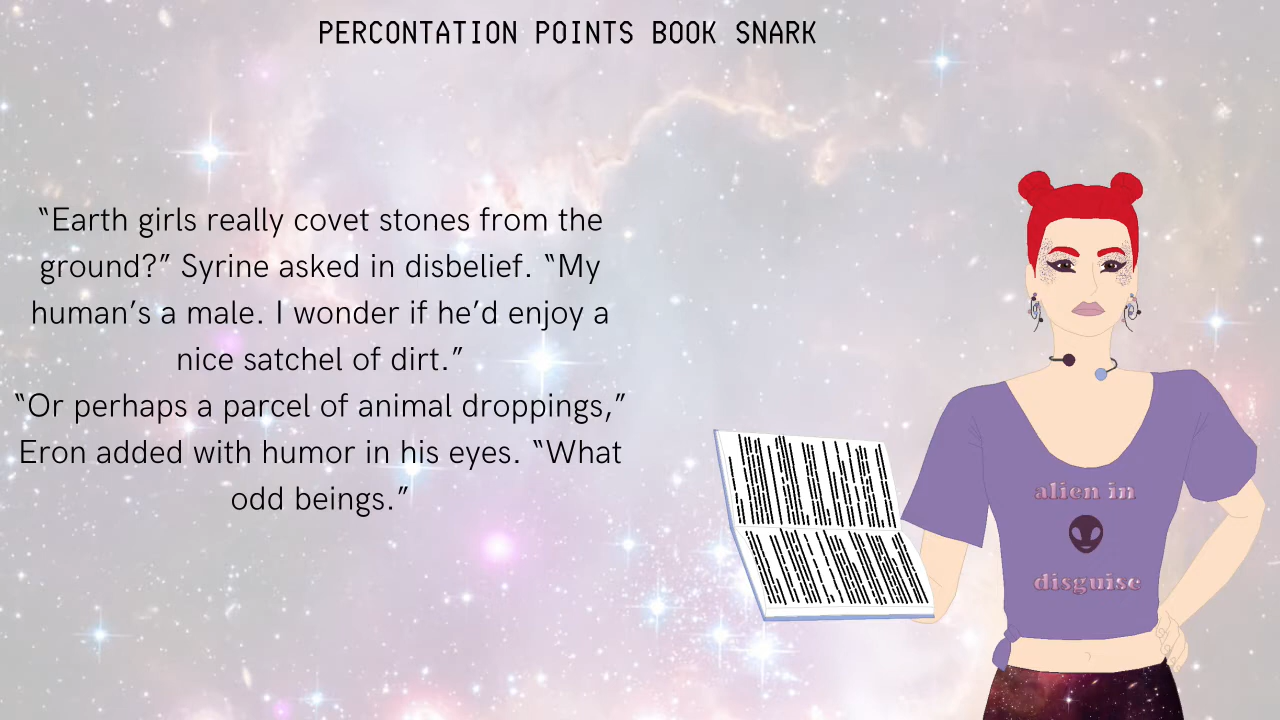 PERCONTATION POINTS BOOK SNARK
“Earth girls really covet stones from the
ground?” Syrine asked in disbelief. “My
human’s a male. I wonder if he’d enjoy a
nice satchel of dirt.”
“Or perhaps a parcel of animal droppings,”
Eron added with humor in his eyes. “What
odd beings.”
alien in
disguise